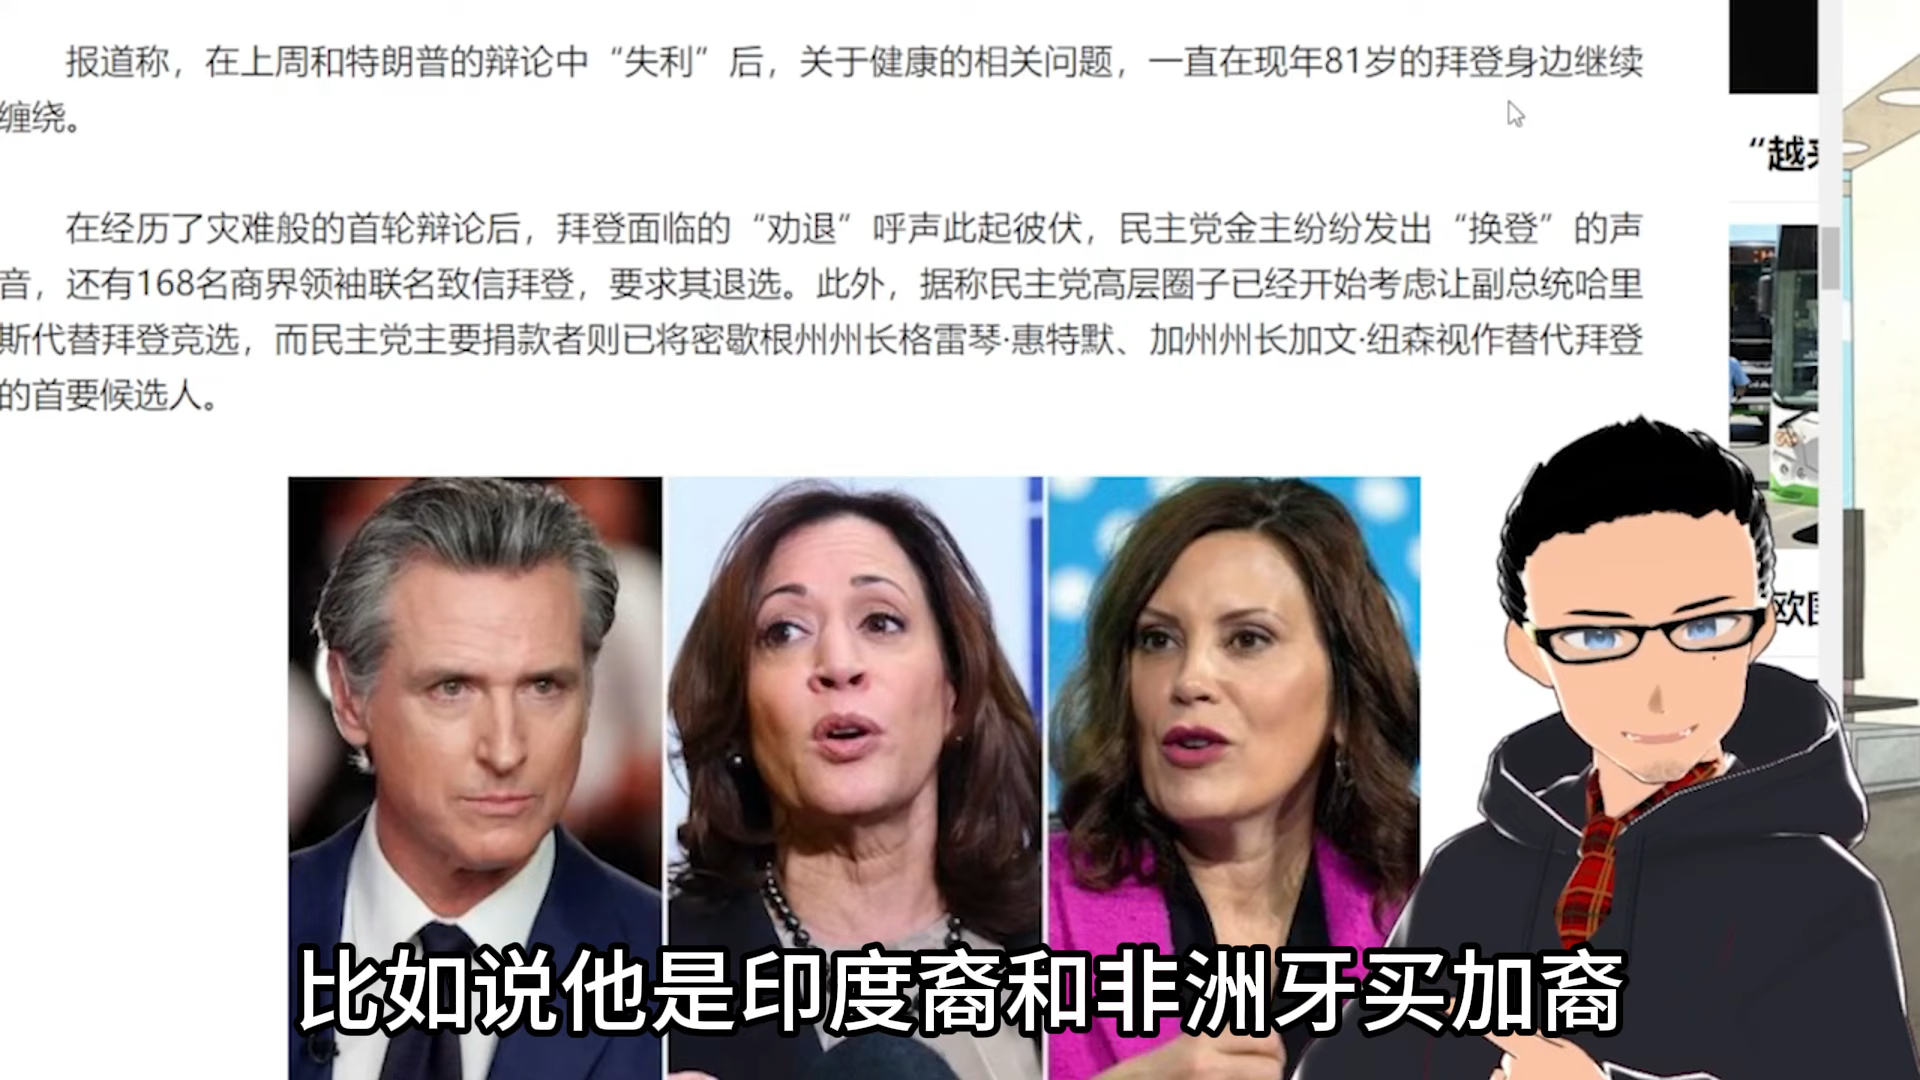 报道称，在上周和特朗普的辩论中“失利”后，关于健康的相关问题，一直在现年81岁的拜登身边继续
缠绕。
在经历了灾难般的首轮辩论后，拜登面临的“劝退”呼声此起彼伏，民主党金主纷纷发出“换登”的声
音，还有168名商界领袖联名致信拜登，要求其退选。此外，据称民主党高层圈子已经开始考虑让副总统哈里
斯代替拜登竞选，而民主党主要捐款者则已将密歇根州州长格雷琴·惠特默、加州州长加文·纽森视作替代拜登
的首要候选人。
“越
欧
比如说他是印度裔和非洲牙买加裔